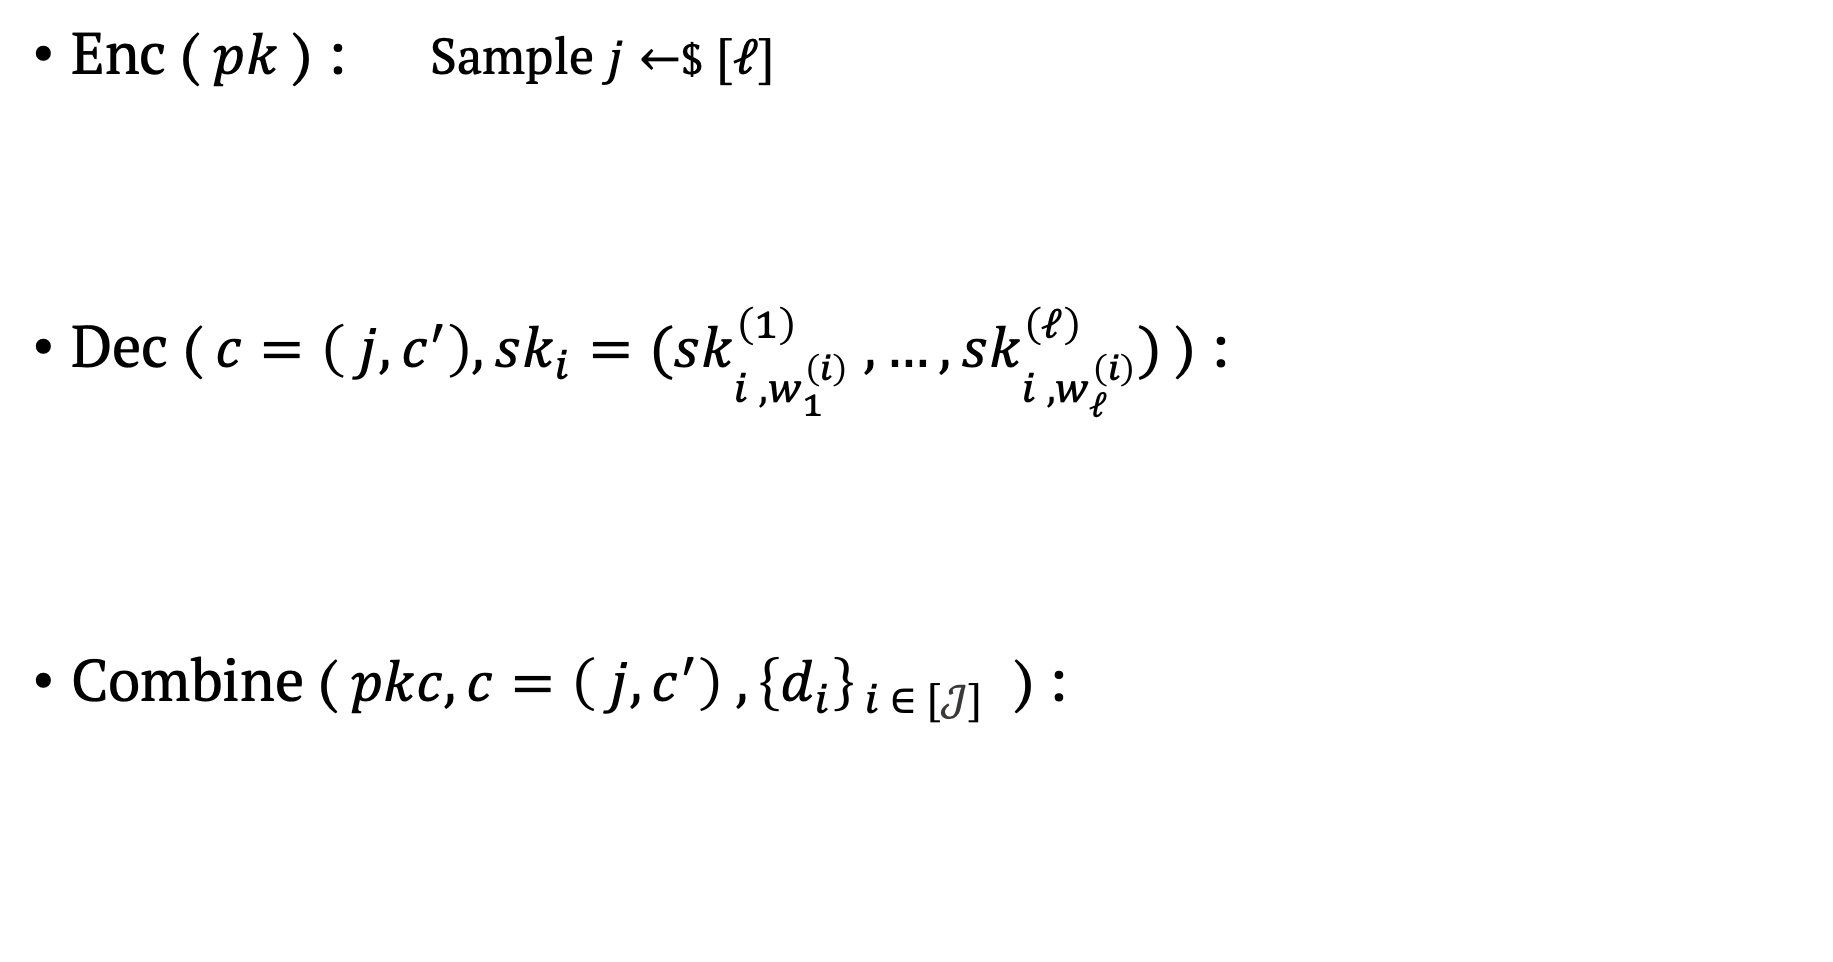 • Enc ( pk ) : Sample j ←$ [ℓ]
• Dec ( c = ( j, c′), sk_i = (sk^{(1)}_{i ,w_1^{(i)}} , … , sk^{(ℓ)}_{i ,w_ℓ^{(i)}}) ) :
• Combine ( pkc, c = ( j, c′) , {d_i}_{i ∈ [𝒥]} ) :